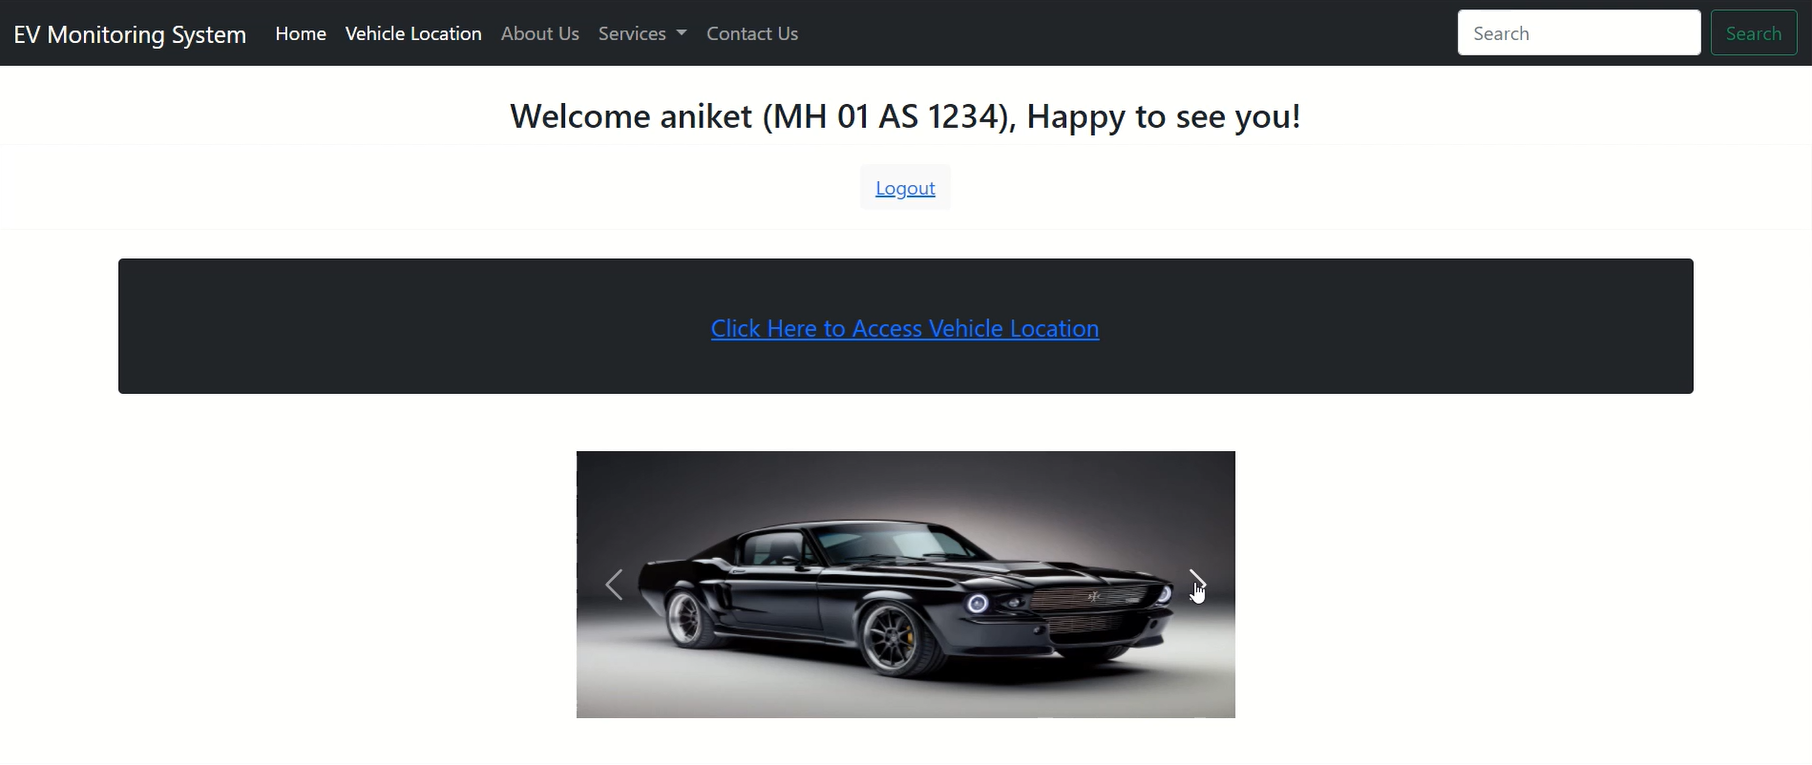 EV Monitoring System Home Vehicle Location About Us Services Contact Us Search Search
Welcome aniket (MH 01 AS 1234), Happy to see you!
Logout
Click Here to Access Vehicle Location